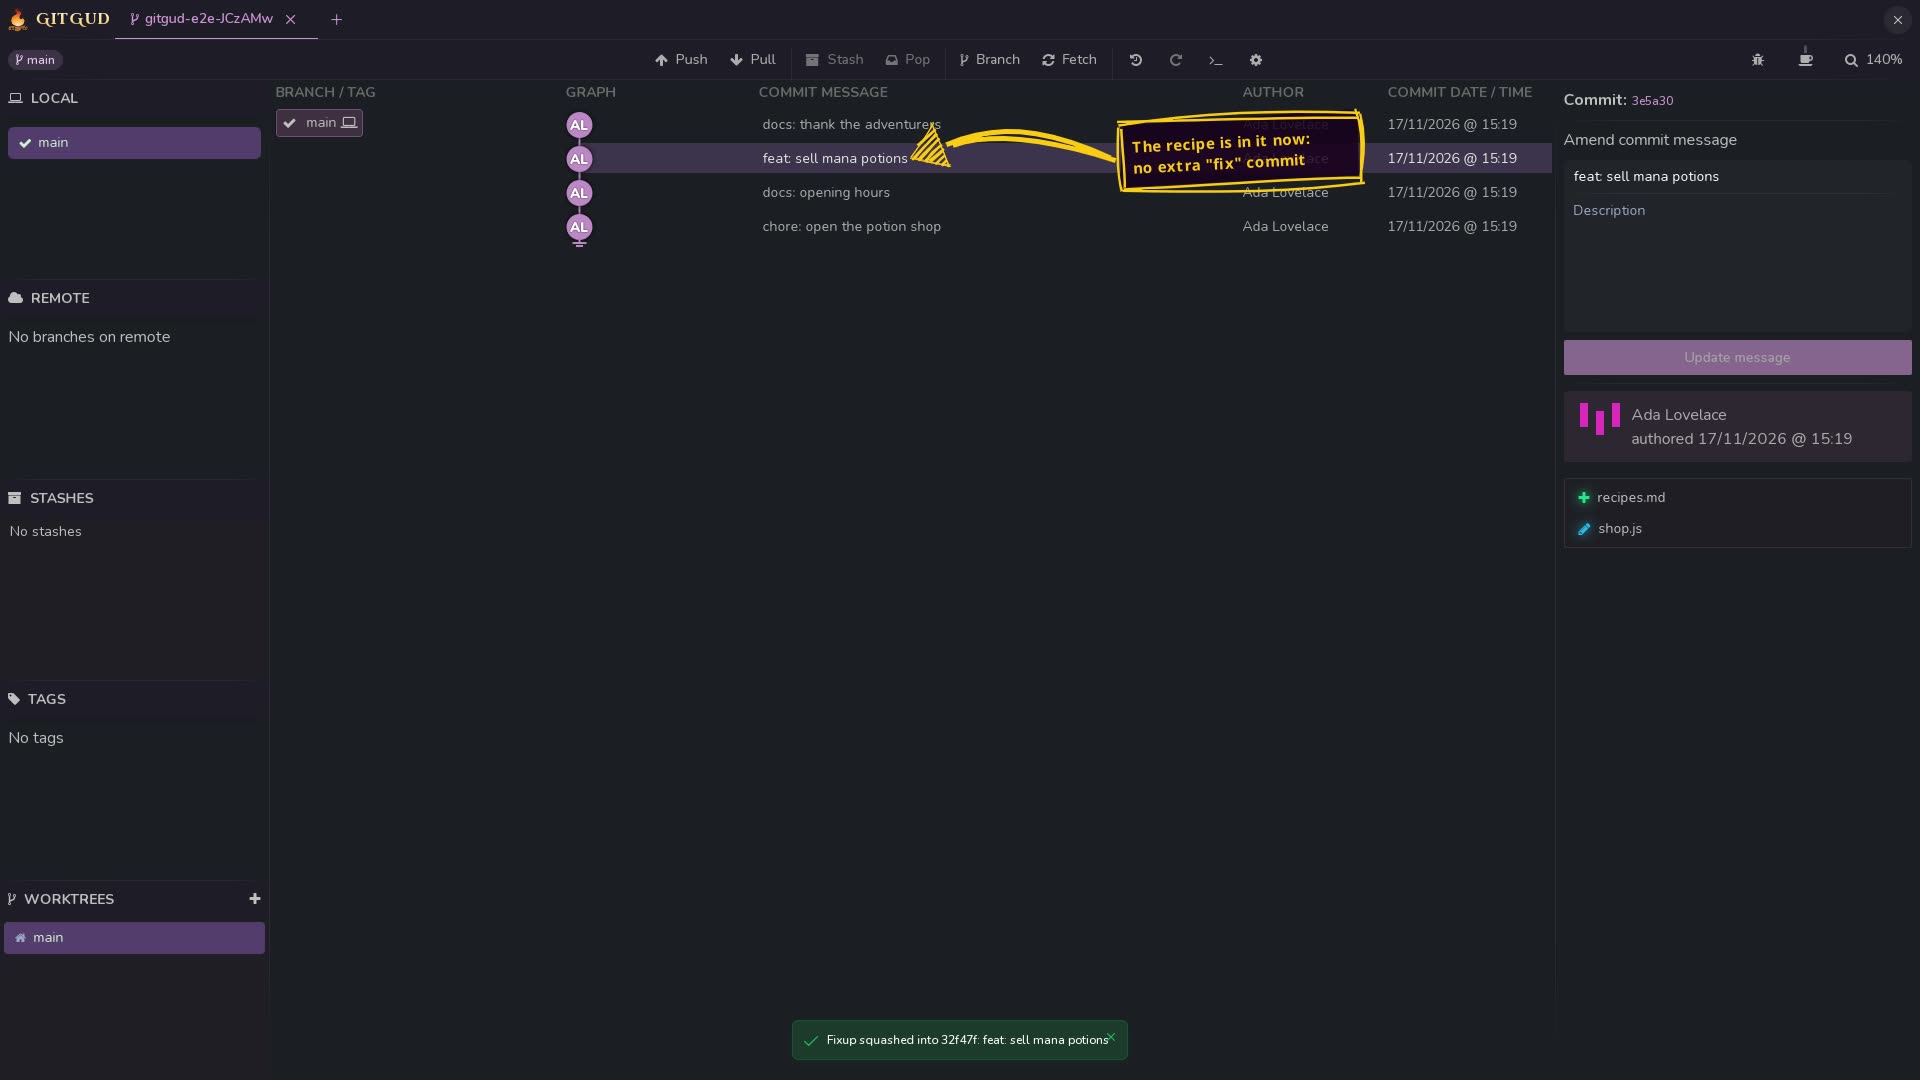 GITGUD
gitgud-e2e-JCzAMw
main
Push
Pull
Stash
Pop
Branch
Fetch
140%
LOCAL
main
REMOTE
No branches on remote
STASHES
No stashes
TAGS
No tags
WORKTREES
main
BRANCH / TAG
GRAPH
COMMIT MESSAGE
AUTHOR
COMMIT DATE / TIME
main
AL
docs: thank the adventurers
Ada Lovelace
17/11/2026 @ 15:19
AL
feat: sell mana potions
17/11/2026 @ 15:19
AL
docs: opening hours
Ada Lovelace
17/11/2026 @ 15:19
AL
chore: open the potion shop
Ada Lovelace
17/11/2026 @ 15:19
The recipe is in it now:
no extra "fix" commit
Commit: 3e5a30
Amend commit message
feat: sell mana potions
Description
Update message
Ada Lovelace
authored 17/11/2026 @ 15:19
recipes.md
shop.js
Fixup squashed into 32f47f: feat: sell mana potions